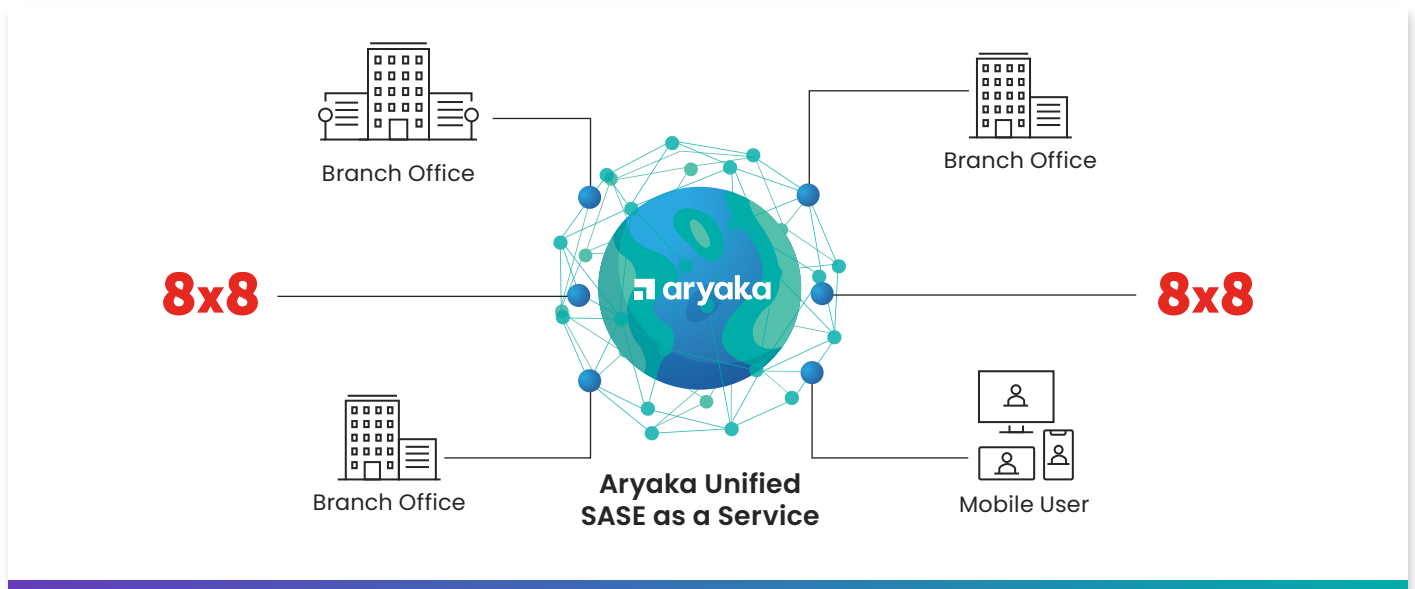 Branch Office
Branch Office
8x8
aryaka
8x8
Branch Office
Aryaka Unified
SASE as a Service
Mobile User